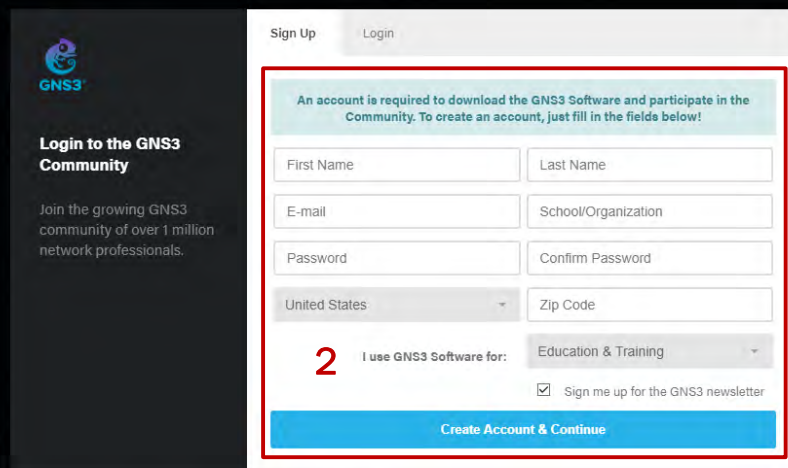 Sign Up
Login
GNS3
Login to the GNS3
Community
Join the growing GNS3
community of over 1 million
network professionals.
An account is required to download the GNS3 Software and participate in the
Community. To create an account, just fill in the fields below!
First Name
Last Name
E-mail
School/Organization
Password
Confirm Password
United States
Zip Code
2
I use GNS3 Software for:
Education & Training
Sign me up for the GNS3 newsletter
Create Account & Continue